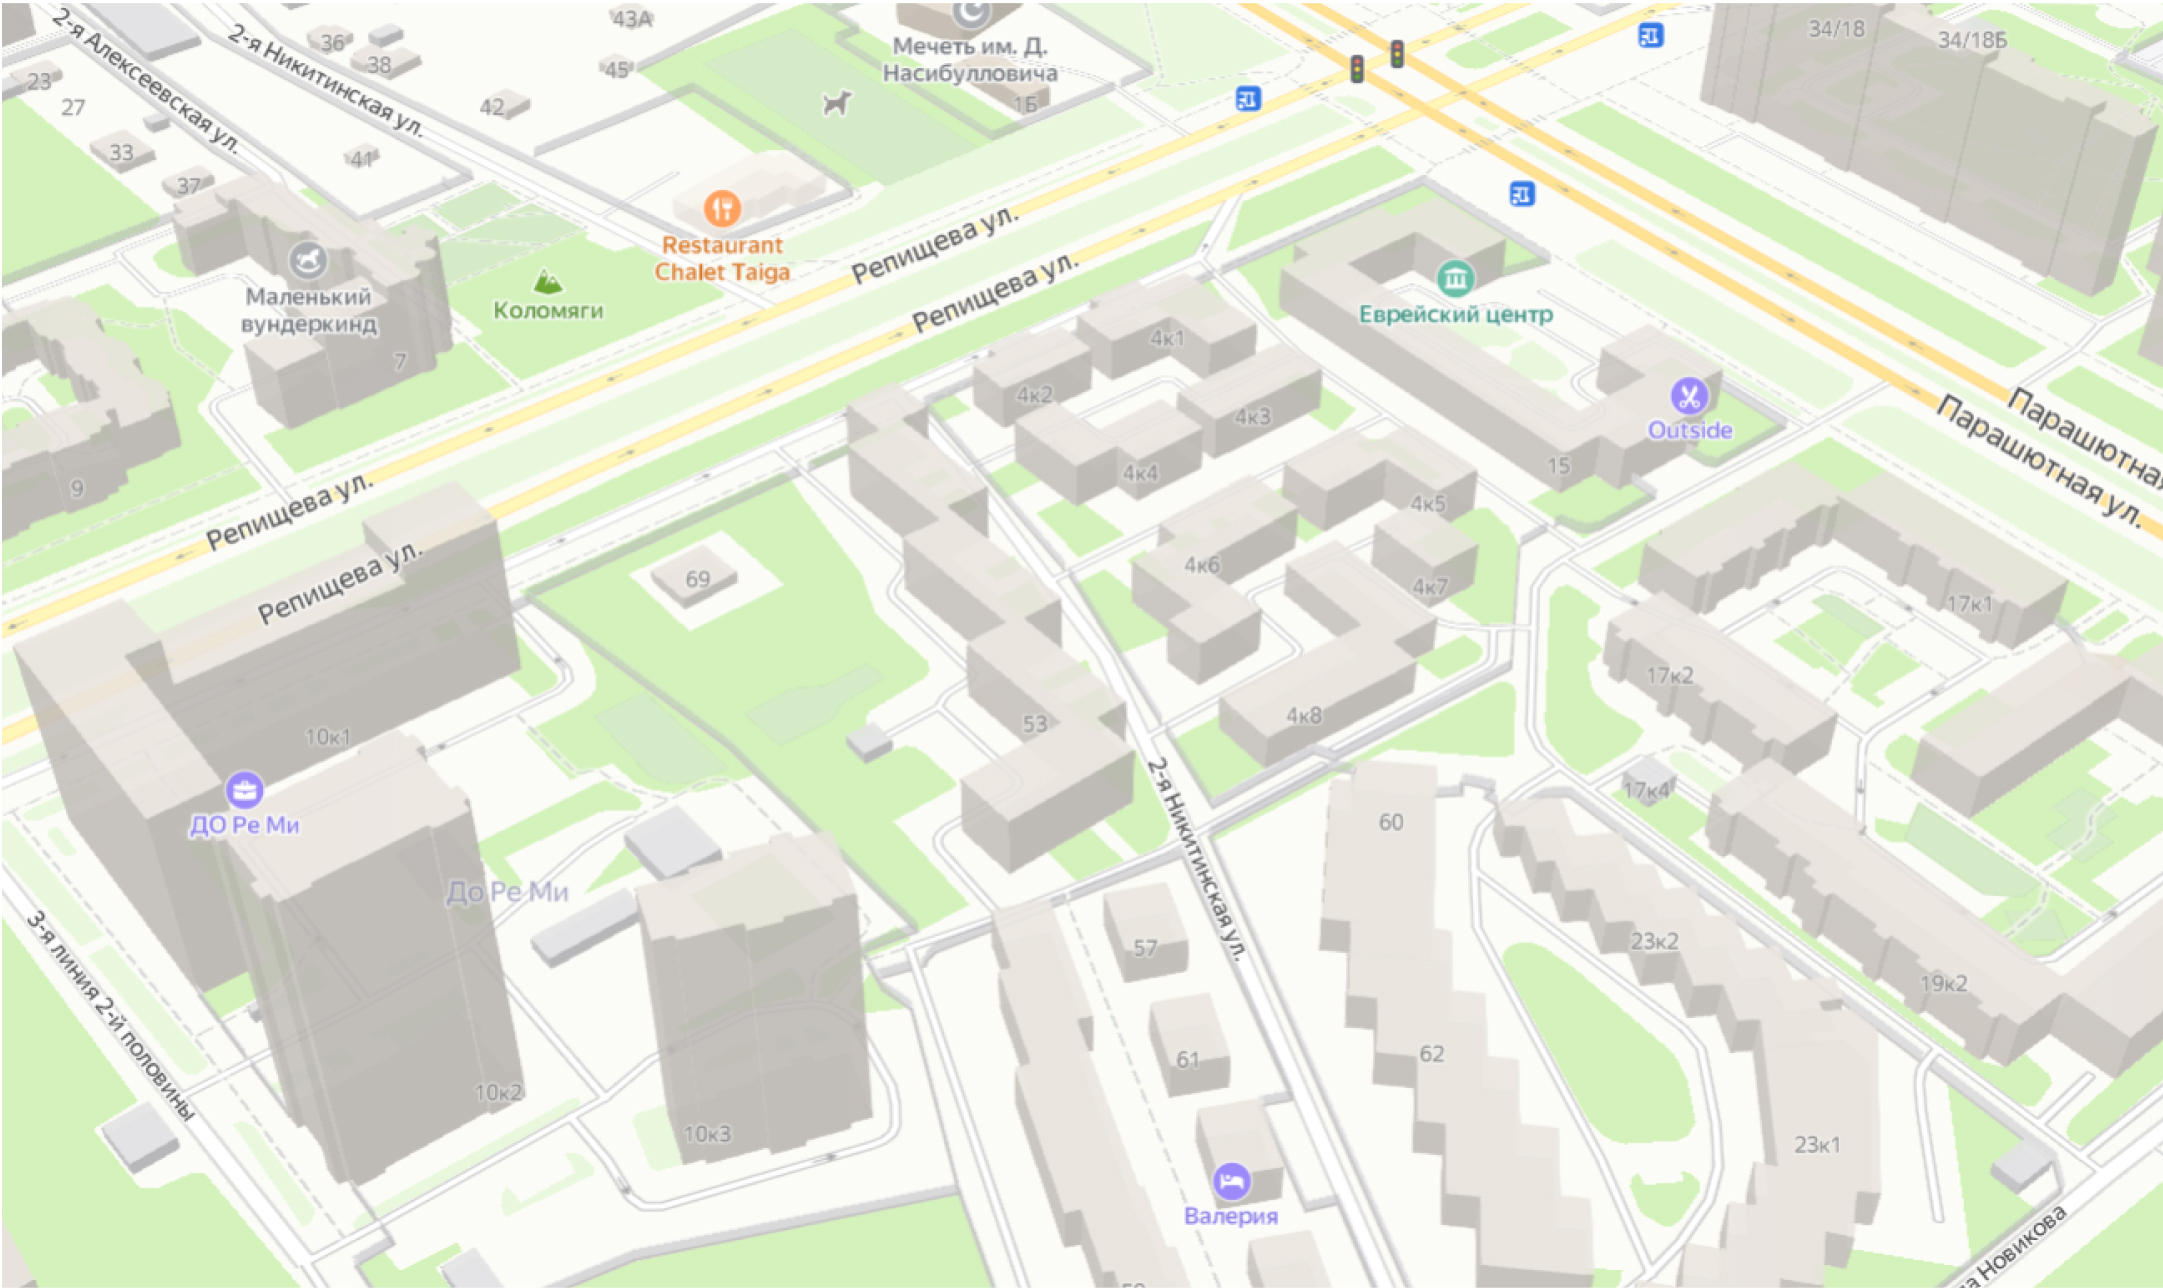 2-я Алексеевская ул.
2-я Никитинская ул.
36
38
43А
45
42
41
23
27
33
37
Мечеть им. Д.
Насибулловича
1Б
34/18
34/18Б
Restaurant
Chalet Taiga
Коломяги
Маленький
вундеркинд
7
9
Репищева ул.
Репищева ул.
Репищева ул.
Репищева ул.
Еврейский центр
Outside
15
Парашютная
Парашютная ул.
4к1
4к2
4к3
4к4
4к5
4к6
4к7
4к8
69
53
17к1
17к2
17к4
10к1
ДО Ре Ми
До Ре Ми
10к2
10к3
3-я линия 2-й половины
2-я Никитинская ул.
57
61
60
62
23к2
19к2
23к1
Валерия
Новикова